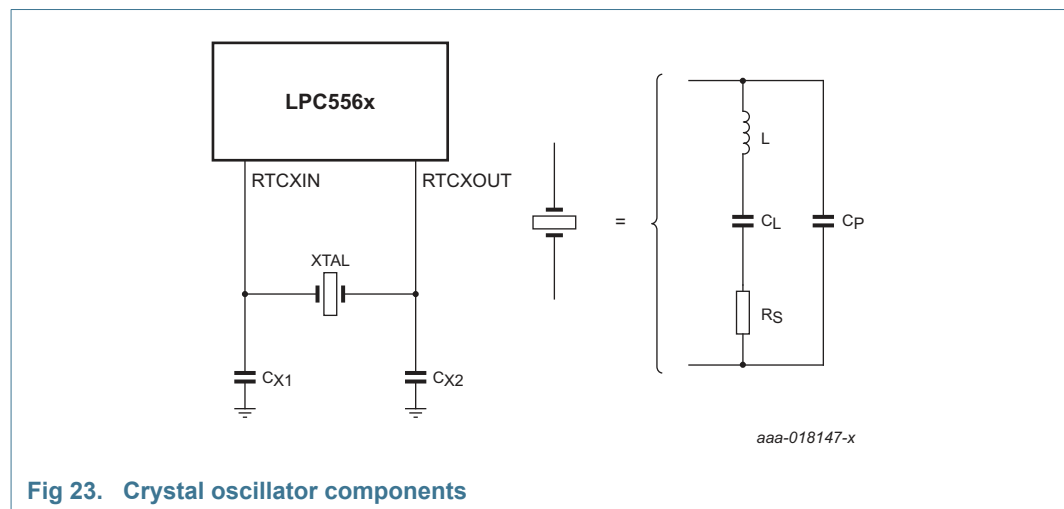 LPC556x
RTCXIN
RTCXOUT
XTAL
CX1
CX2
=
L
CL
CP
RS
aaa-018147-x
Fig 23. Crystal oscillator components